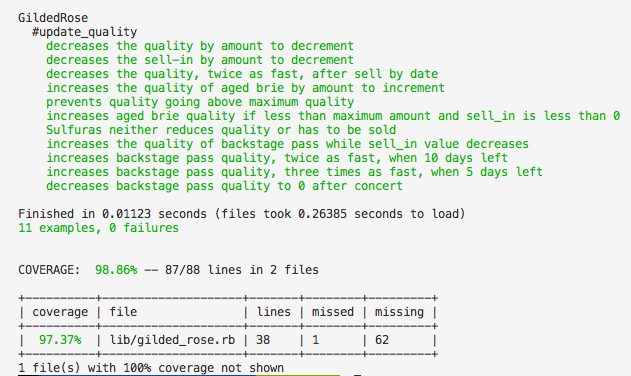 GildedRose
  #update_quality
    decreases the quality by amount to decrement
    decreases the sell-in by amount to decrement
    decreases the quality, twice as fast, after sell by date
    increases the quality of aged brie by amount to increment
    prevents quality going above maximum quality
    increases aged brie quality if less than maximum amount and sell_in is less than 0
    Sulfuras neither reduces quality or has to be sold
    increases the quality of backstage pass while sell_in value decreases
    increases backstage pass quality, twice as fast, when 10 days left
    increases backstage pass quality, three times as fast, when 5 days left
    decreases backstage pass quality to 0 after concert
Finished in 0.01123 seconds (files took 0.26385 seconds to load)
11 examples, 0 failures
COVERAGE:  98.86% -- 87/88 lines in 2 files
+----------+--------------------+-------+--------+---------+
| coverage | file               | lines | missed | missing |
+----------+--------------------+-------+--------+---------+
|  97.37%  | lib/gilded_rose.rb | 38    | 1      | 62      |
+----------+--------------------+-------+--------+---------+
1 file(s) with 100% coverage not shown